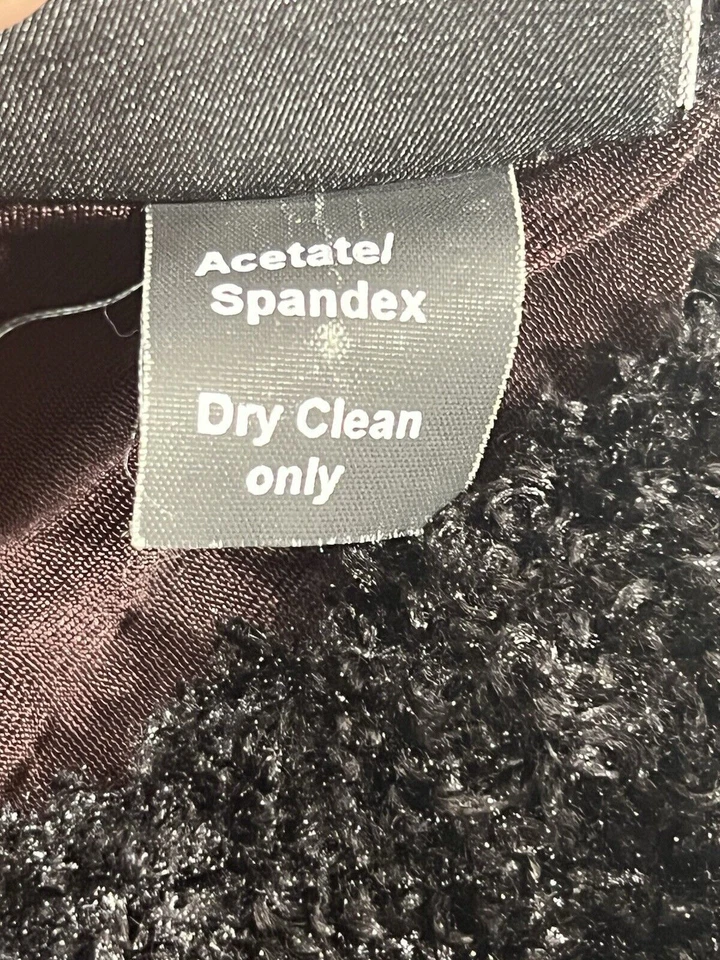 Acetate/
Spandex
Dry Clean
only